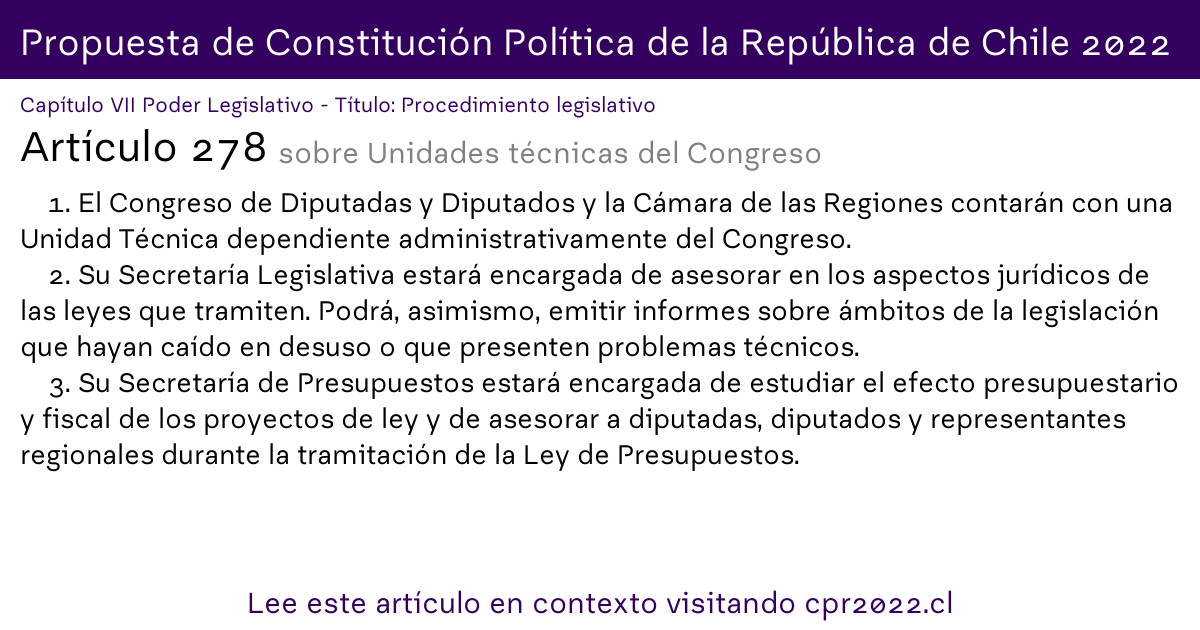 Propuesta de Constitución Política de la República de Chile 2022
Capítulo VII Poder Legislativo - Título: Procedimiento legislativo
Artículo 278 sobre Unidades técnicas del Congreso
1. El Congreso de Diputadas y Diputados y la Cámara de las Regiones contarán con una
Unidad Técnica dependiente administrativamente del Congreso.
2. Su Secretaría Legislativa estará encargada de asesorar en los aspectos jurídicos de
las leyes que tramiten. Podrá, asimismo, emitir informes sobre ámbitos de la legislación
que hayan caído en desuso o que presenten problemas técnicos.
3. Su Secretaría de Presupuestos estará encargada de estudiar el efecto presupuestario
y fiscal de los proyectos de ley y de asesorar a diputadas, diputados y representantes
regionales durante la tramitación de la Ley de Presupuestos.
Lee este artículo en contexto visitando cpr2022.cl